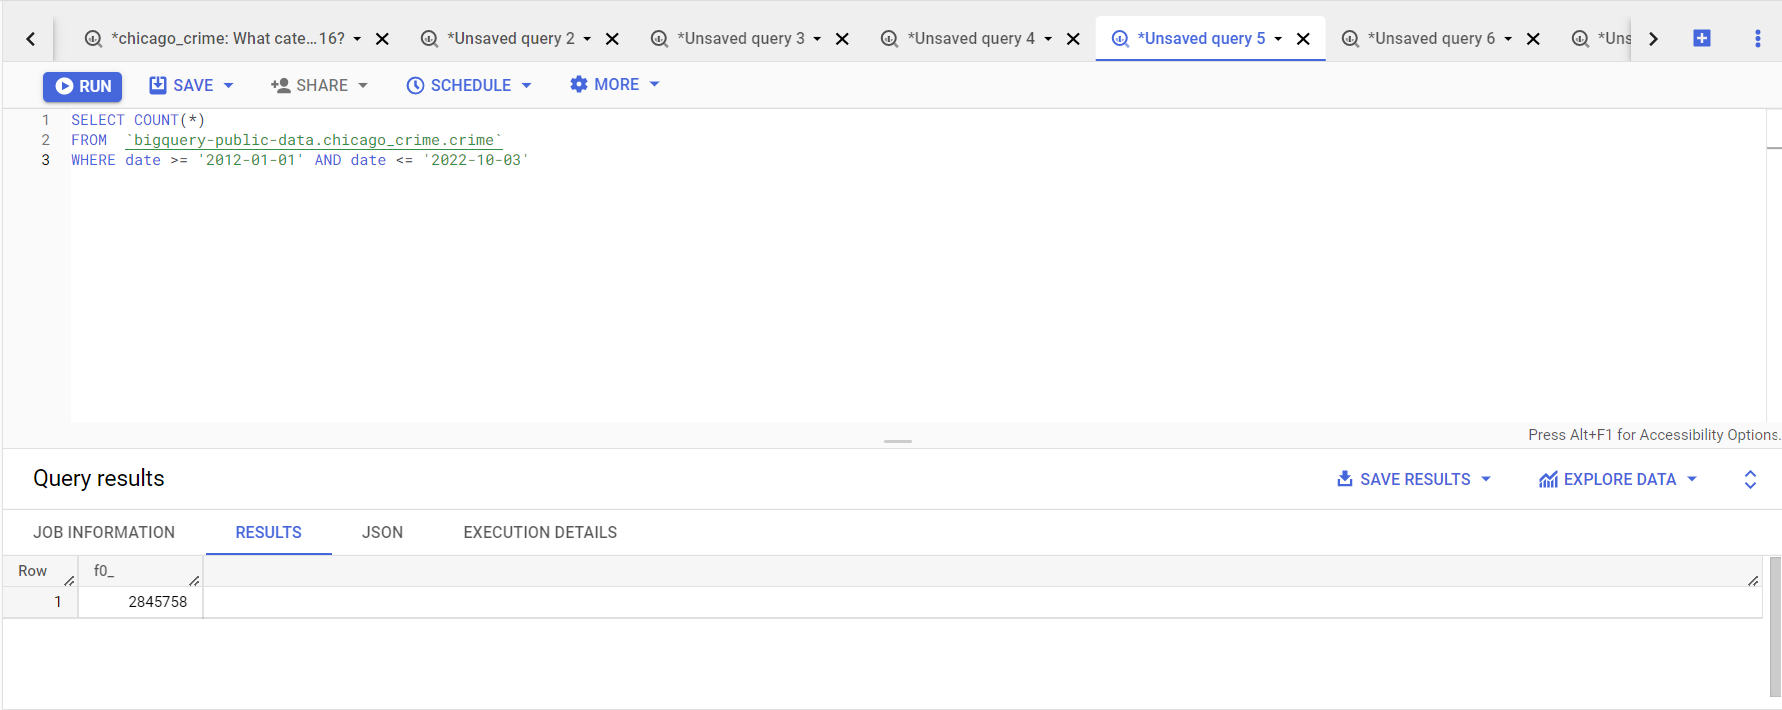 *chicago_crime: What cate...16? *Unsaved query 2 *Unsaved query 3 *Unsaved query 4 *Unsaved query 5 *Unsaved query 6 *Uns
RUN SAVE SHARE SCHEDULE MORE
1 SELECT COUNT(*)
2 FROM `bigquery-public-data.chicago_crime.crime`
3 WHERE date >= '2012-01-01' AND date <= '2022-10-03'
Press Alt+F1 for Accessibility Options.
Query results SAVE RESULTS EXPLORE DATA
JOB INFORMATION RESULTS JSON EXECUTION DETAILS
Row f0_
1 2845758